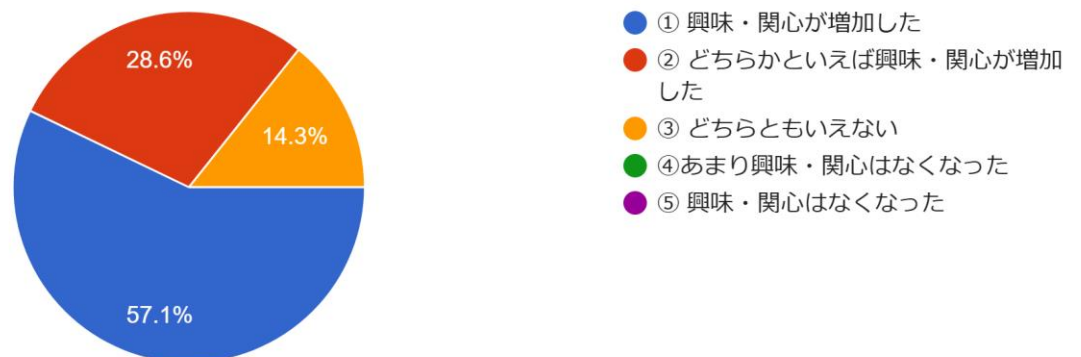 28.6%
14.3%
57.1%
① 興味・関心が増加した
② どちらかといえば興味・関心が増加
した
③ どちらともいえない
④あまり興味・関心はなくなった
⑤ 興味・関心はなくなった